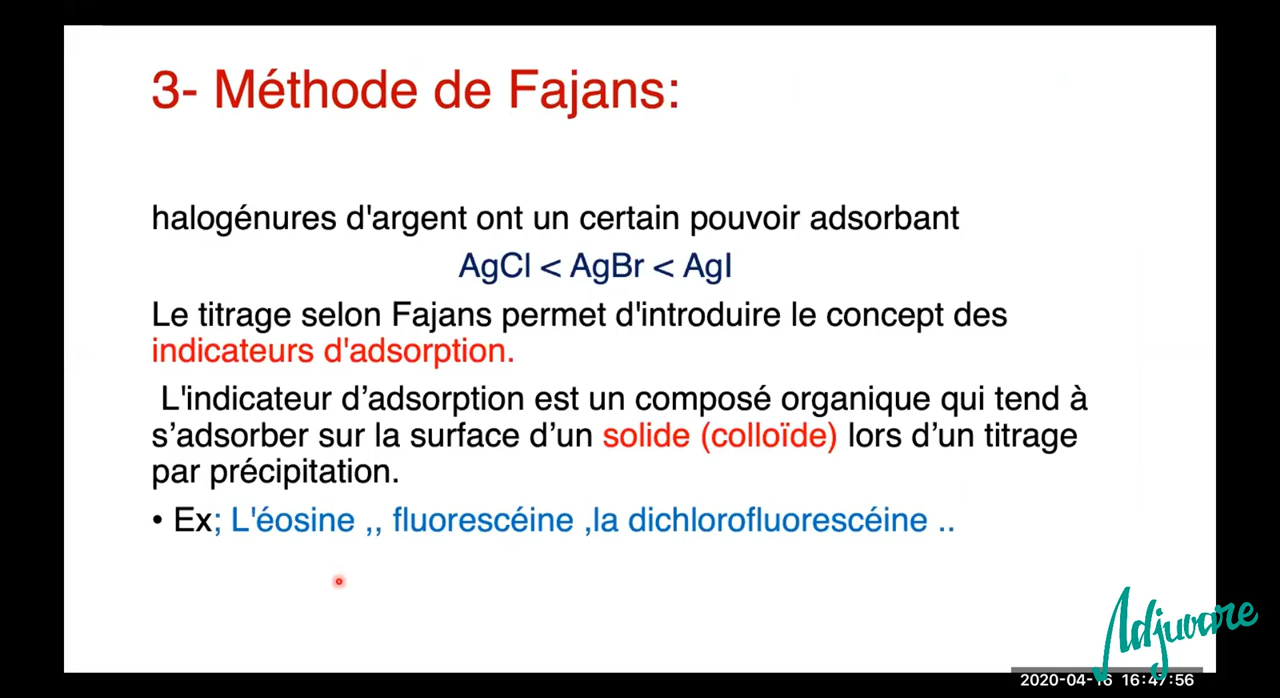 3- Méthode de Fajans:
halogénures d'argent ont un certain pouvoir adsorbant
AgCl < AgBr < AgI
Le titrage selon Fajans permet d'introduire le concept des
indicateurs d'adsorption.
L'indicateur d’adsorption est un composé organique qui tend à
s’adsorber sur la surface d’un solide (colloïde) lors d’un titrage
par précipitation.
• Ex; L'éosine ,, fluorescéine ,la dichlorofluorescéine ..
Adjuvare
2020-04-16 16:47:56